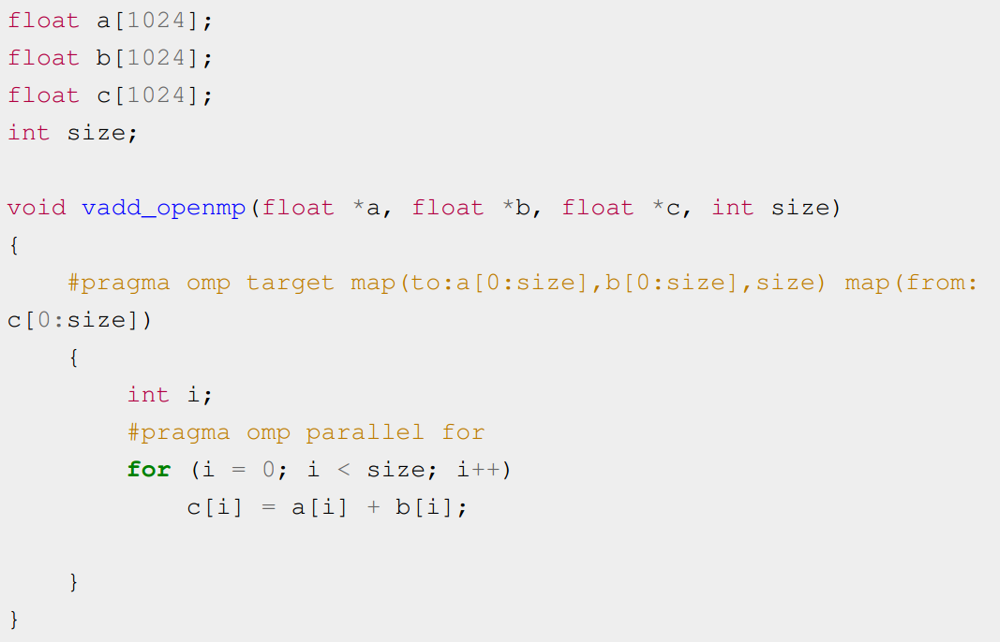 float a[1024];
float b[1024];
float c[1024];
int size;

void vadd_openmp(float *a, float *b, float *c, int size)
{
    #pragma omp target map(to:a[0:size],b[0:size],size) map(from:
c[0:size])
    {
        int i;
        #pragma omp parallel for
        for (i = 0; i < size; i++)
            c[i] = a[i] + b[i];

    }
}